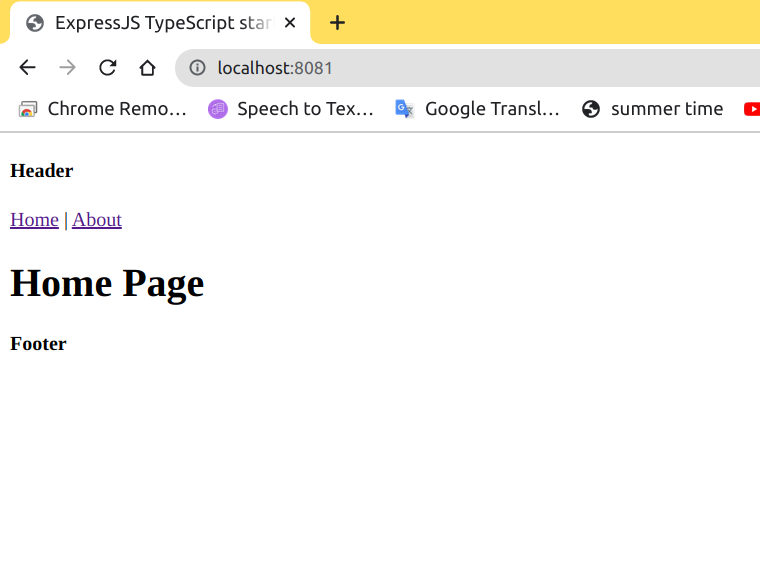 ExpressJS TypeScript star
localhost:8081
Chrome Remo… Speech to Tex… Google Transl… summer time
Header
Home | About
Home Page
Footer